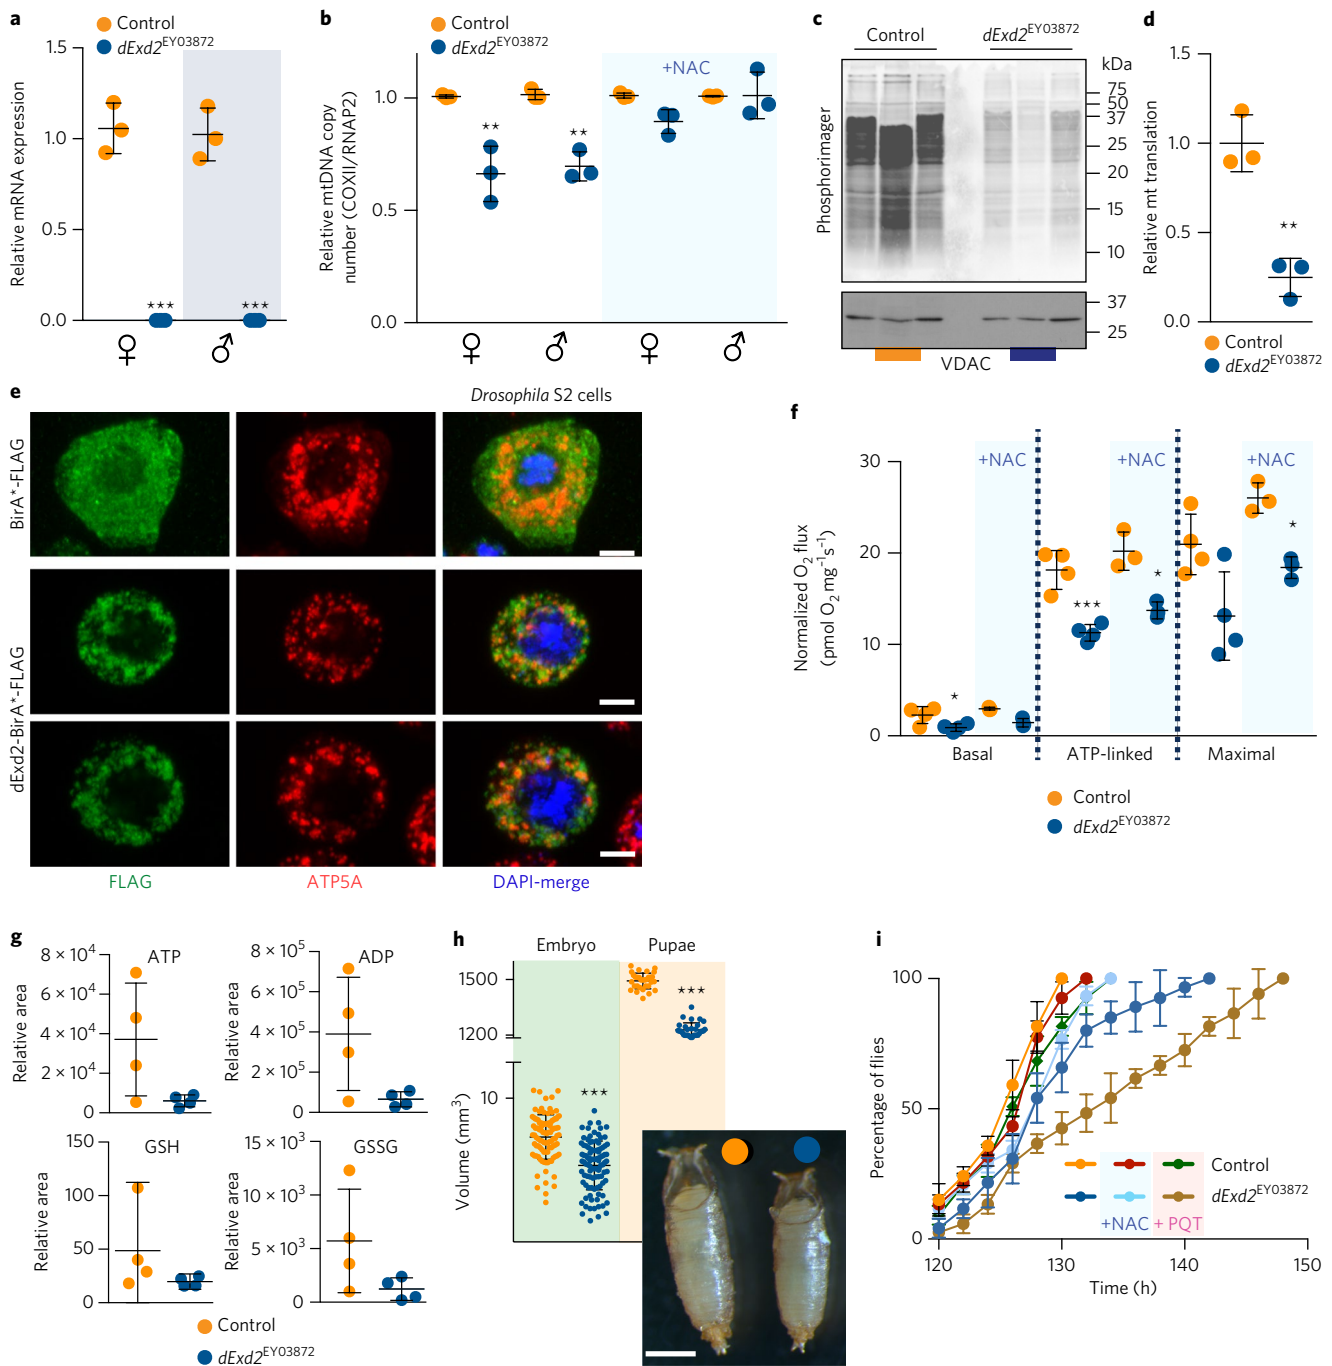 a
Control
dExd2EY03872
Relative mRNA expression
1.5
1.0
0.5
0.0
***
***
♀
♂
b
Control
dExd2EY03872
Relative mtDNA copy
number (COXII/RNAP2)
1.0
0.5
0.0
+NAC
**
**
♀
♂
♀
♂
c
Control
dExd2EY03872
Phosphorimager
kDa
75
50
37
25
20
15
10
37
25
VDAC
d
Relative mt translation
1.5
1.0
0.5
0.0
**
Control
dExd2EY03872
e
Drosophila S2 cells
BirA*-FLAG
dExd2-BirA*-FLAG
FLAG
ATP5A
DAPI-merge
f
Normalized O2 flux
(pmol O2 mg−1 s−1)
30
20
10
0
+NAC
+NAC
+NAC
*
***
*
*
Basal
ATP-linked
Maximal
Control
dExd2EY03872
g
ATP
Relative area
8 × 104
6 × 104
4 × 104
2 × 104
0
ADP
Relative area
8 × 105
6 × 105
4 × 105
2 × 105
0
GSH
Relative area
150
100
50
0
GSSG
Relative area
15 × 103
10 × 103
5 × 103
0
Control
dExd2EY03872
h
Embryo
Pupae
Volume (mm3)
1500
1200
10
***
***
i
Percentage of flies
100
50
0
Control
dExd2EY03872
+NAC
+ PQT
120
130
140
150
Time (h)